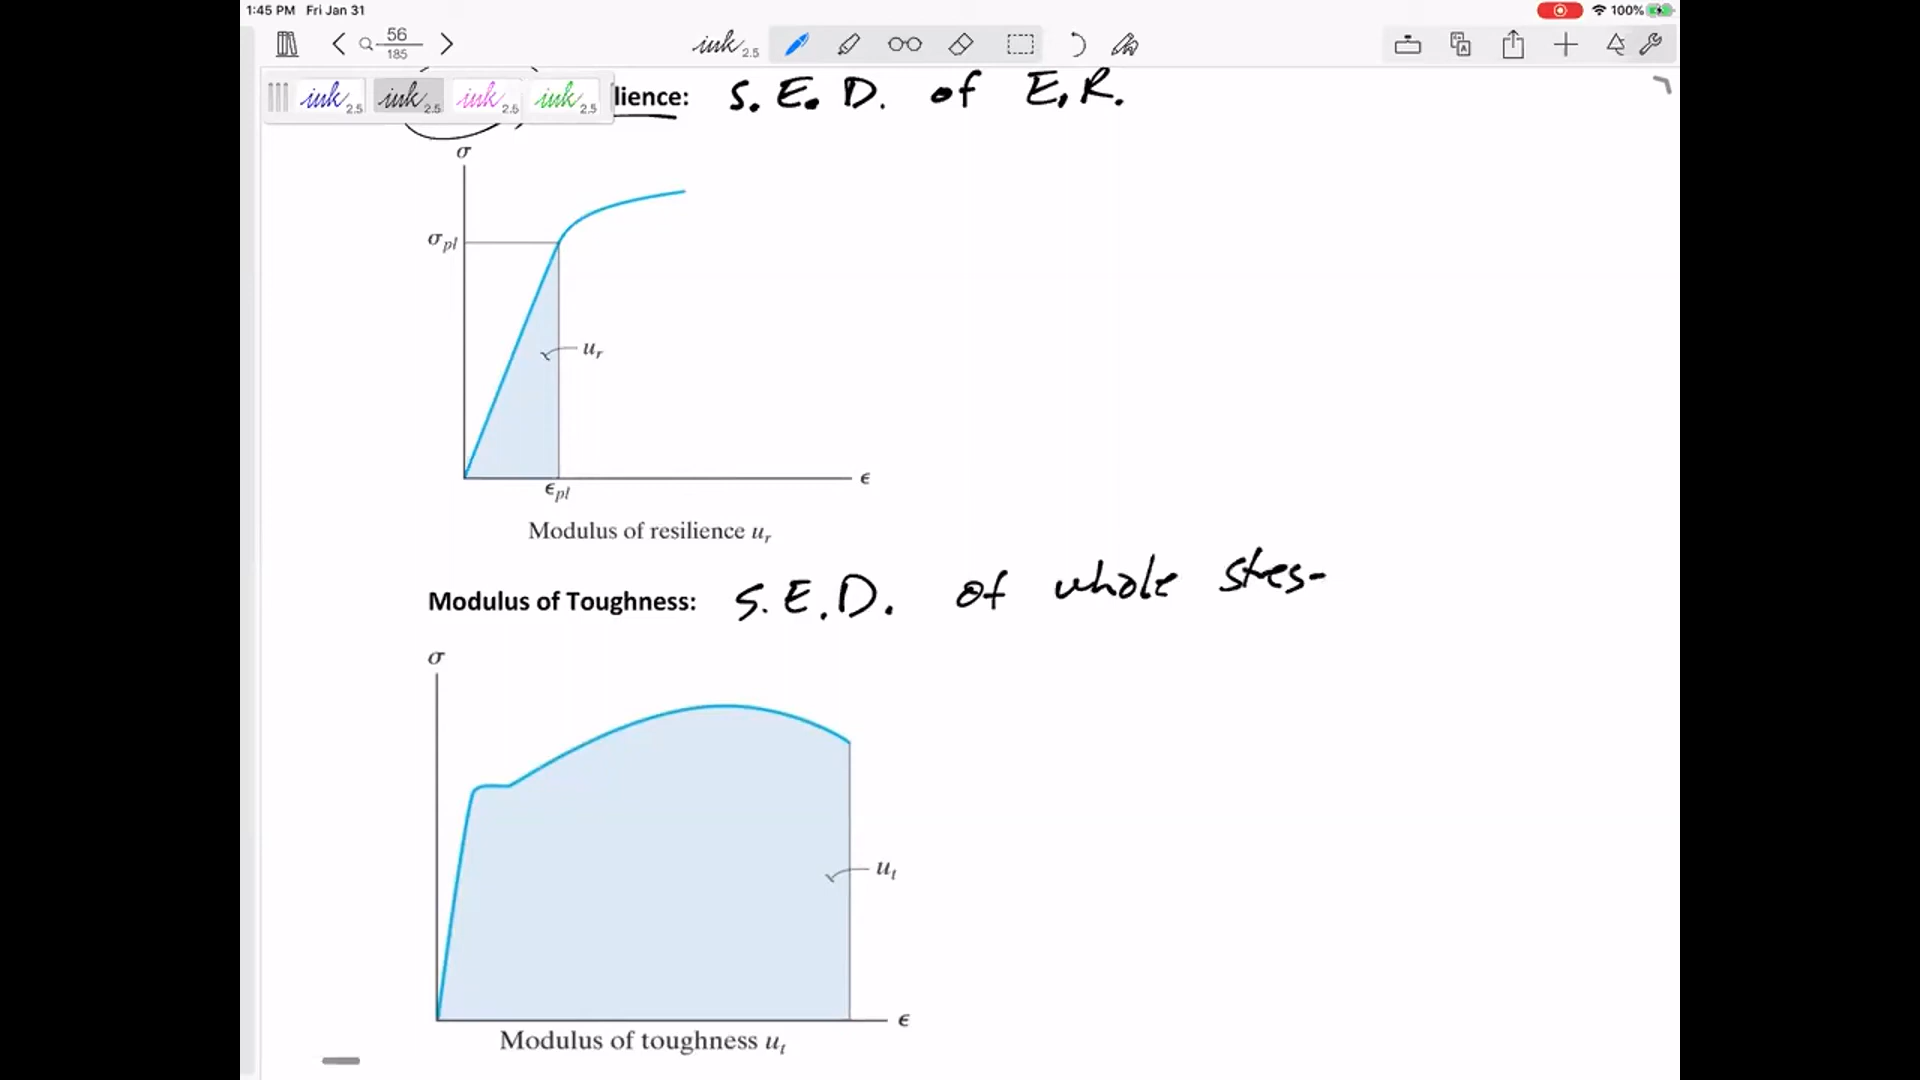 1:45 PM Fri Jan 31
100%
56
185
ink 2.5
ink 2.5 ink 2.5 ink 2.5 ink 2.5
lience: S.E.D. of E.R.
σ
σpl
ur
ϵ
ϵpl
Modulus of resilience ur
Modulus of Toughness: S.E.D. of whole stres-
σ
ut
ϵ
Modulus of toughness ut